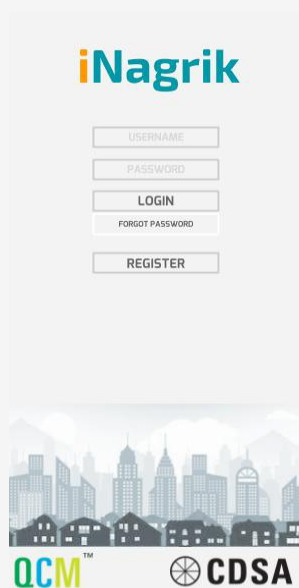 iNagrik
USERNAME
PASSWORD
LOGIN
FORGOT PASSWORD
REGISTER
QCM™
CDSA